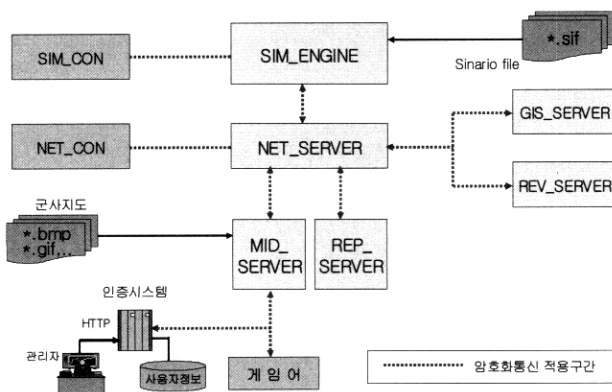 SIM_CON
SIM_ENGINE
*.sif
Sinario file
NET_CON
NET_SERVER
GIS_SERVER
REV_SERVER
군사지도
*.bmp
*.gif,..
MID_
SERVER
REP_
SERVER
인증시스템
HTTP
관리자
사용자정보
게임어
암호화통신 적용구간